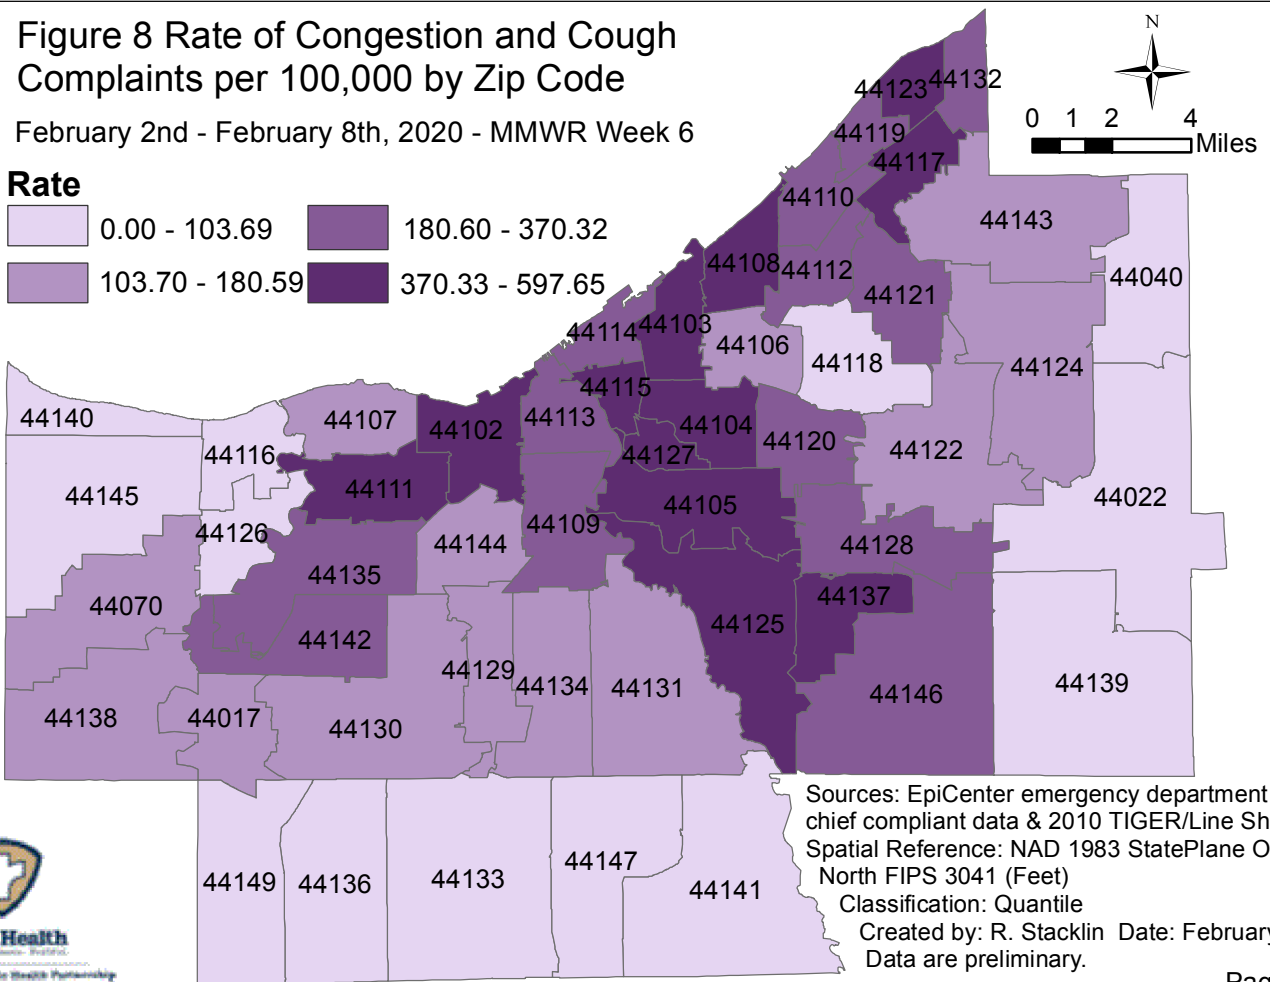 Figure 8 Rate of Congestion and Cough
Complaints per 100,000 by Zip Code
February 2nd - February 8th, 2020 - MMWR Week 6
N
0 1 2 4
Miles
Rate
0.00 - 103.69
180.60 - 370.32
103.70 - 180.59
370.33 - 597.65
44132
44123
44119
44117
44110
44143
44108
44112
44040
44121
44114
44103
44106
44118
44124
44115
44140
44107
44102
44113
44104
44120
44122
44116
44127
44145
44111
44105
44022
44126
44109
44144
44128
44135
44070
44137
44142
44125
44129
44134
44131
44139
44146
44138
44017
44130
44149
44136
44133
44147
44141
Sources: EpiCenter emergency department
chief compliant data & 2010 TIGER/Line Sh
Spatial Reference: NAD 1983 StatePlane O
North FIPS 3041 (Feet)
Classification: Quantile
Created by: R. Stacklin Date: February
Data are preliminary.
Pag
Health
Health Partnership